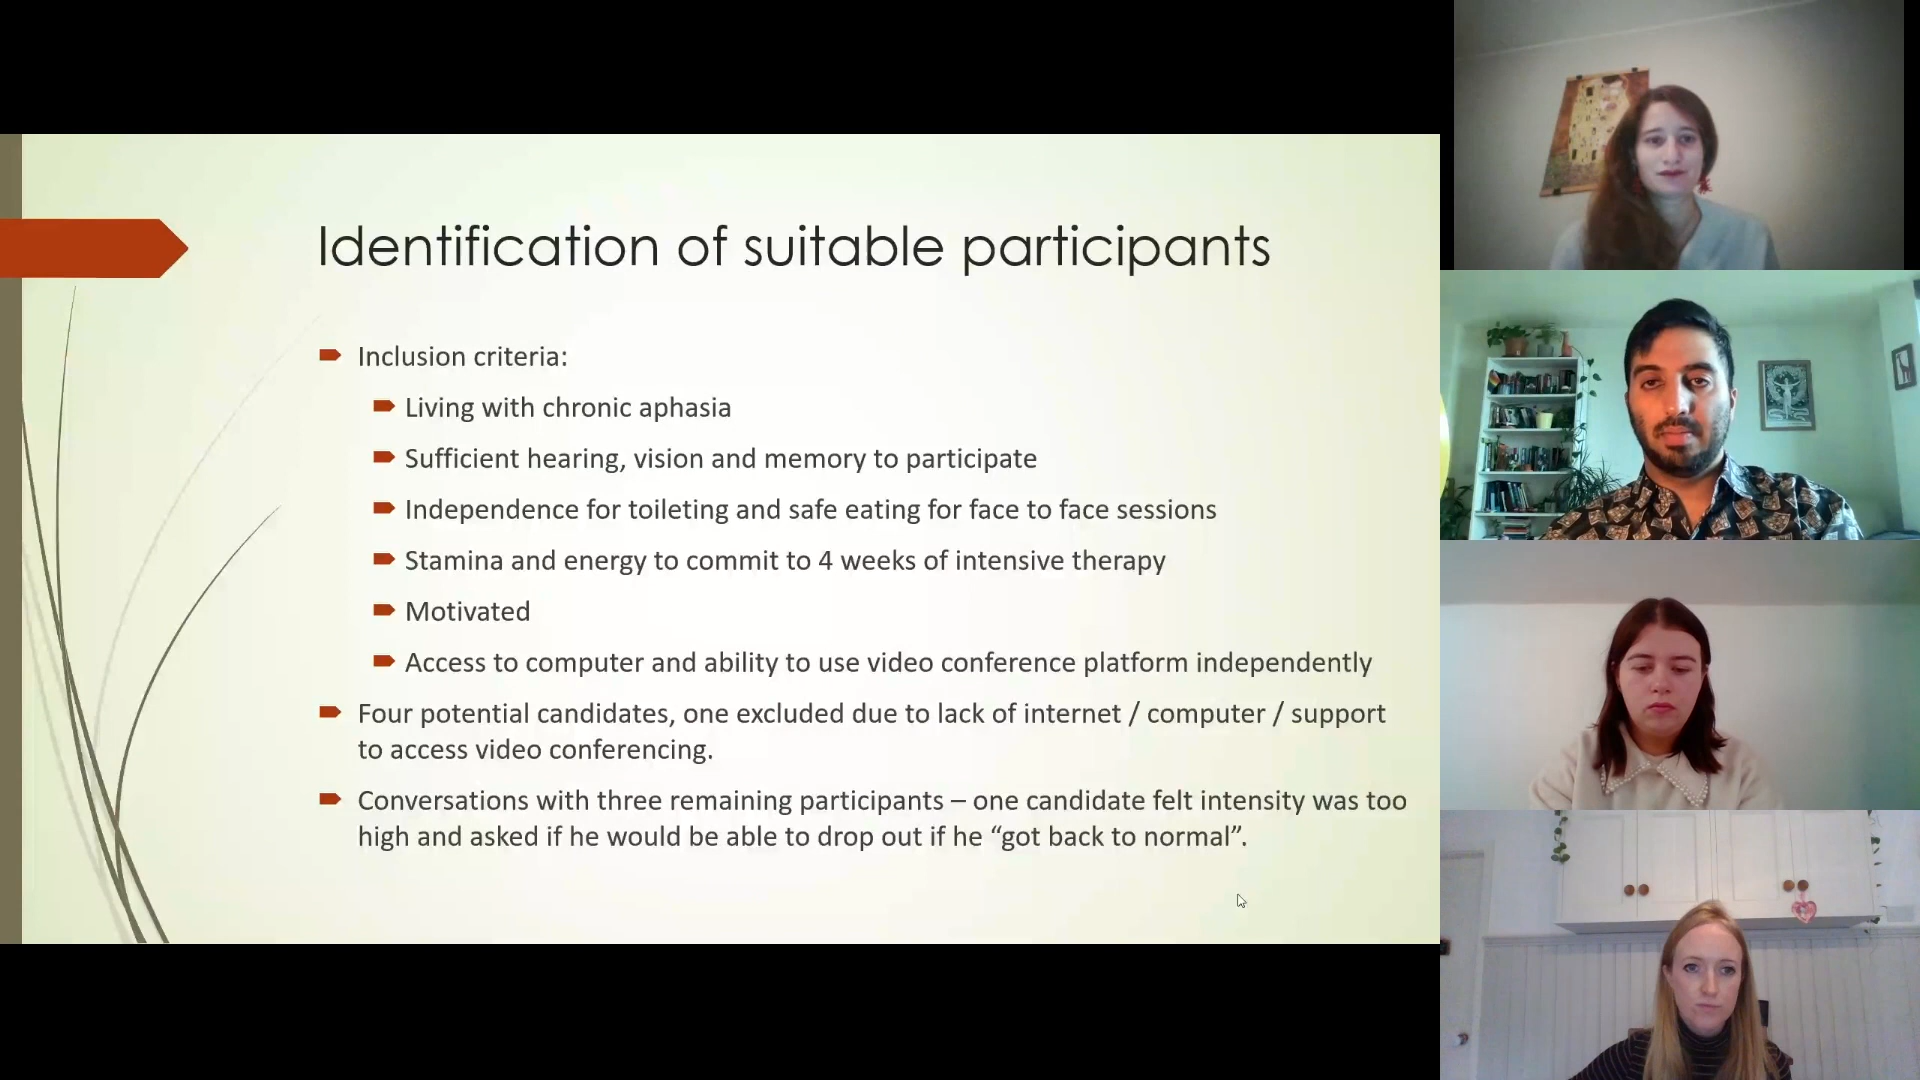 Identification of suitable participants
Inclusion criteria:
Living with chronic aphasia
Sufficient hearing, vision and memory to participate
Independence for toileting and safe eating for face to face sessions
Stamina and energy to commit to 4 weeks of intensive therapy
Motivated
Access to computer and ability to use video conference platform independently
Four potential candidates, one excluded due to lack of internet / computer / support
to access video conferencing.
Conversations with three remaining participants – one candidate felt intensity was too
high and asked if he would be able to drop out if he “got back to normal”.